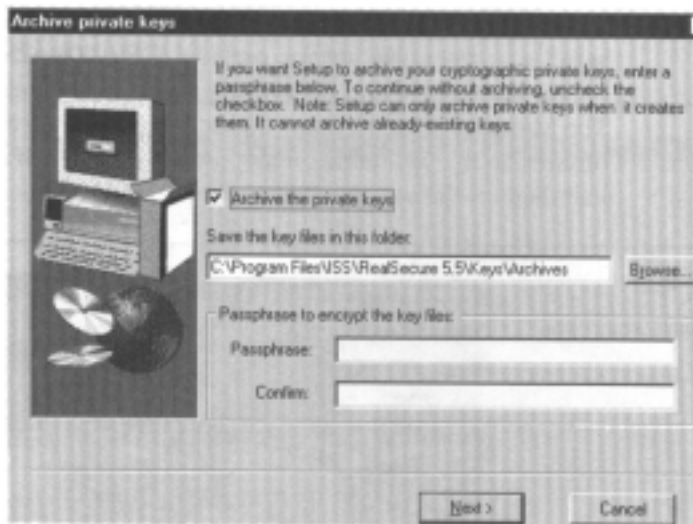 Archive private keys
If you want Setup to archive your cryptographic private keys, enter a
passphrase below. To continue without archiving, uncheck the
checkbox. Note: Setup can only archive private keys when it creates
them. It cannot archive already-existing keys.
Archive the private keys
Save the key files in this folder:
C:\Program Files\ISS\RealSecure 5.5\Keys\Archives
Browse...
Passphrase to encrypt the key files:
Passphrase:
Confirm:
Next >
Cancel